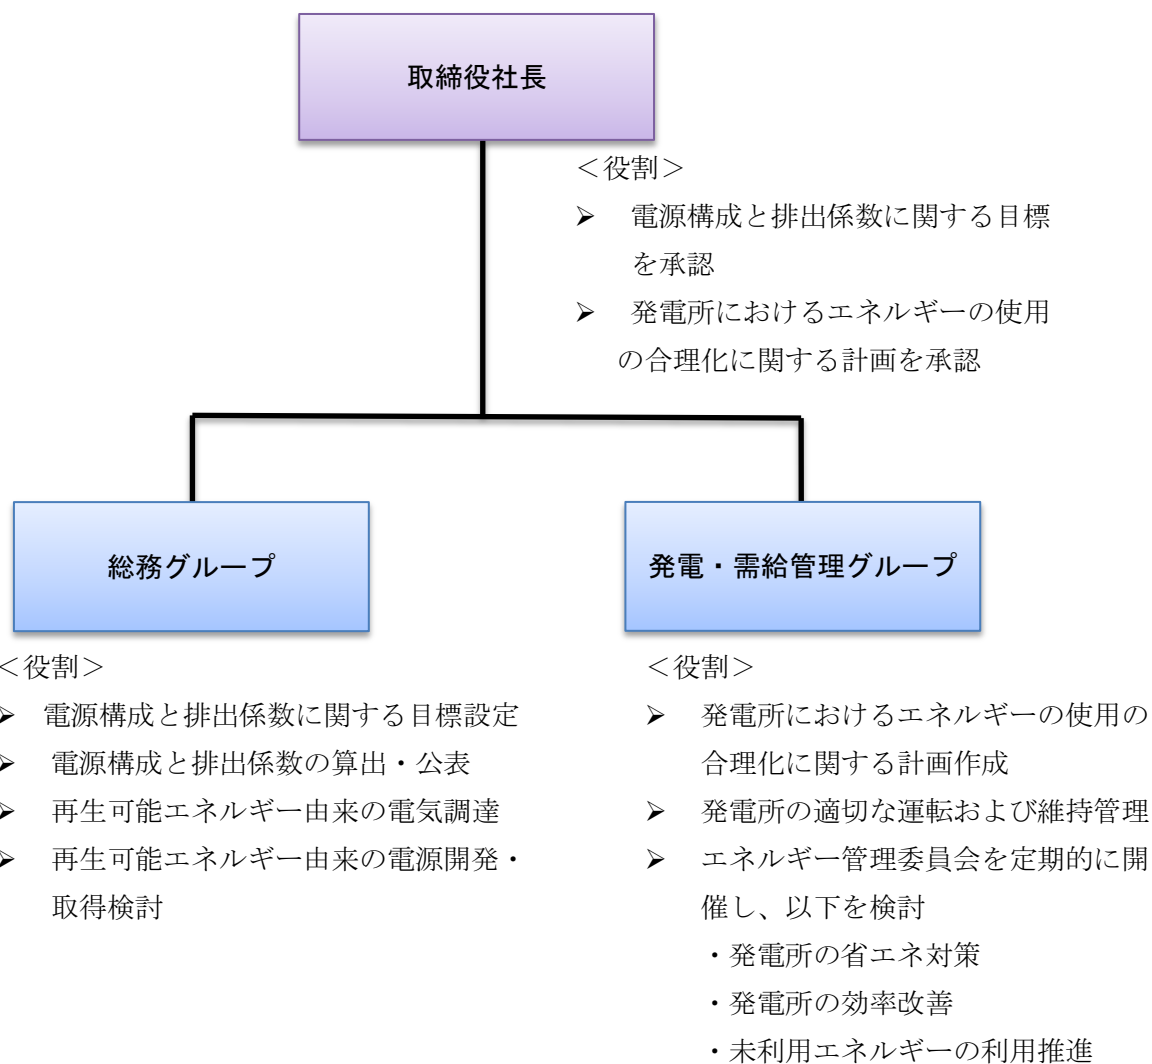 取締役社長
＜役割＞
➢ 電源構成と排出係数に関する目標
を承認
➢ 発電所におけるエネルギーの使用
の合理化に関する計画を承認
総務グループ
＜役割＞
➢ 電源構成と排出係数に関する目標設定
➢ 電源構成と排出係数の算出・公表
➢ 再生可能エネルギー由来の電気調達
➢ 再生可能エネルギー由来の電源開発・
取得検討
発電・需給管理グループ
＜役割＞
➢ 発電所におけるエネルギーの使用の
合理化に関する計画作成
➢ 発電所の適切な運転および維持管理
➢ エネルギー管理委員会を定期的に開
催し、以下を検討
・発電所の省エネ対策
・発電所の効率改善
・未利用エネルギーの利用推進